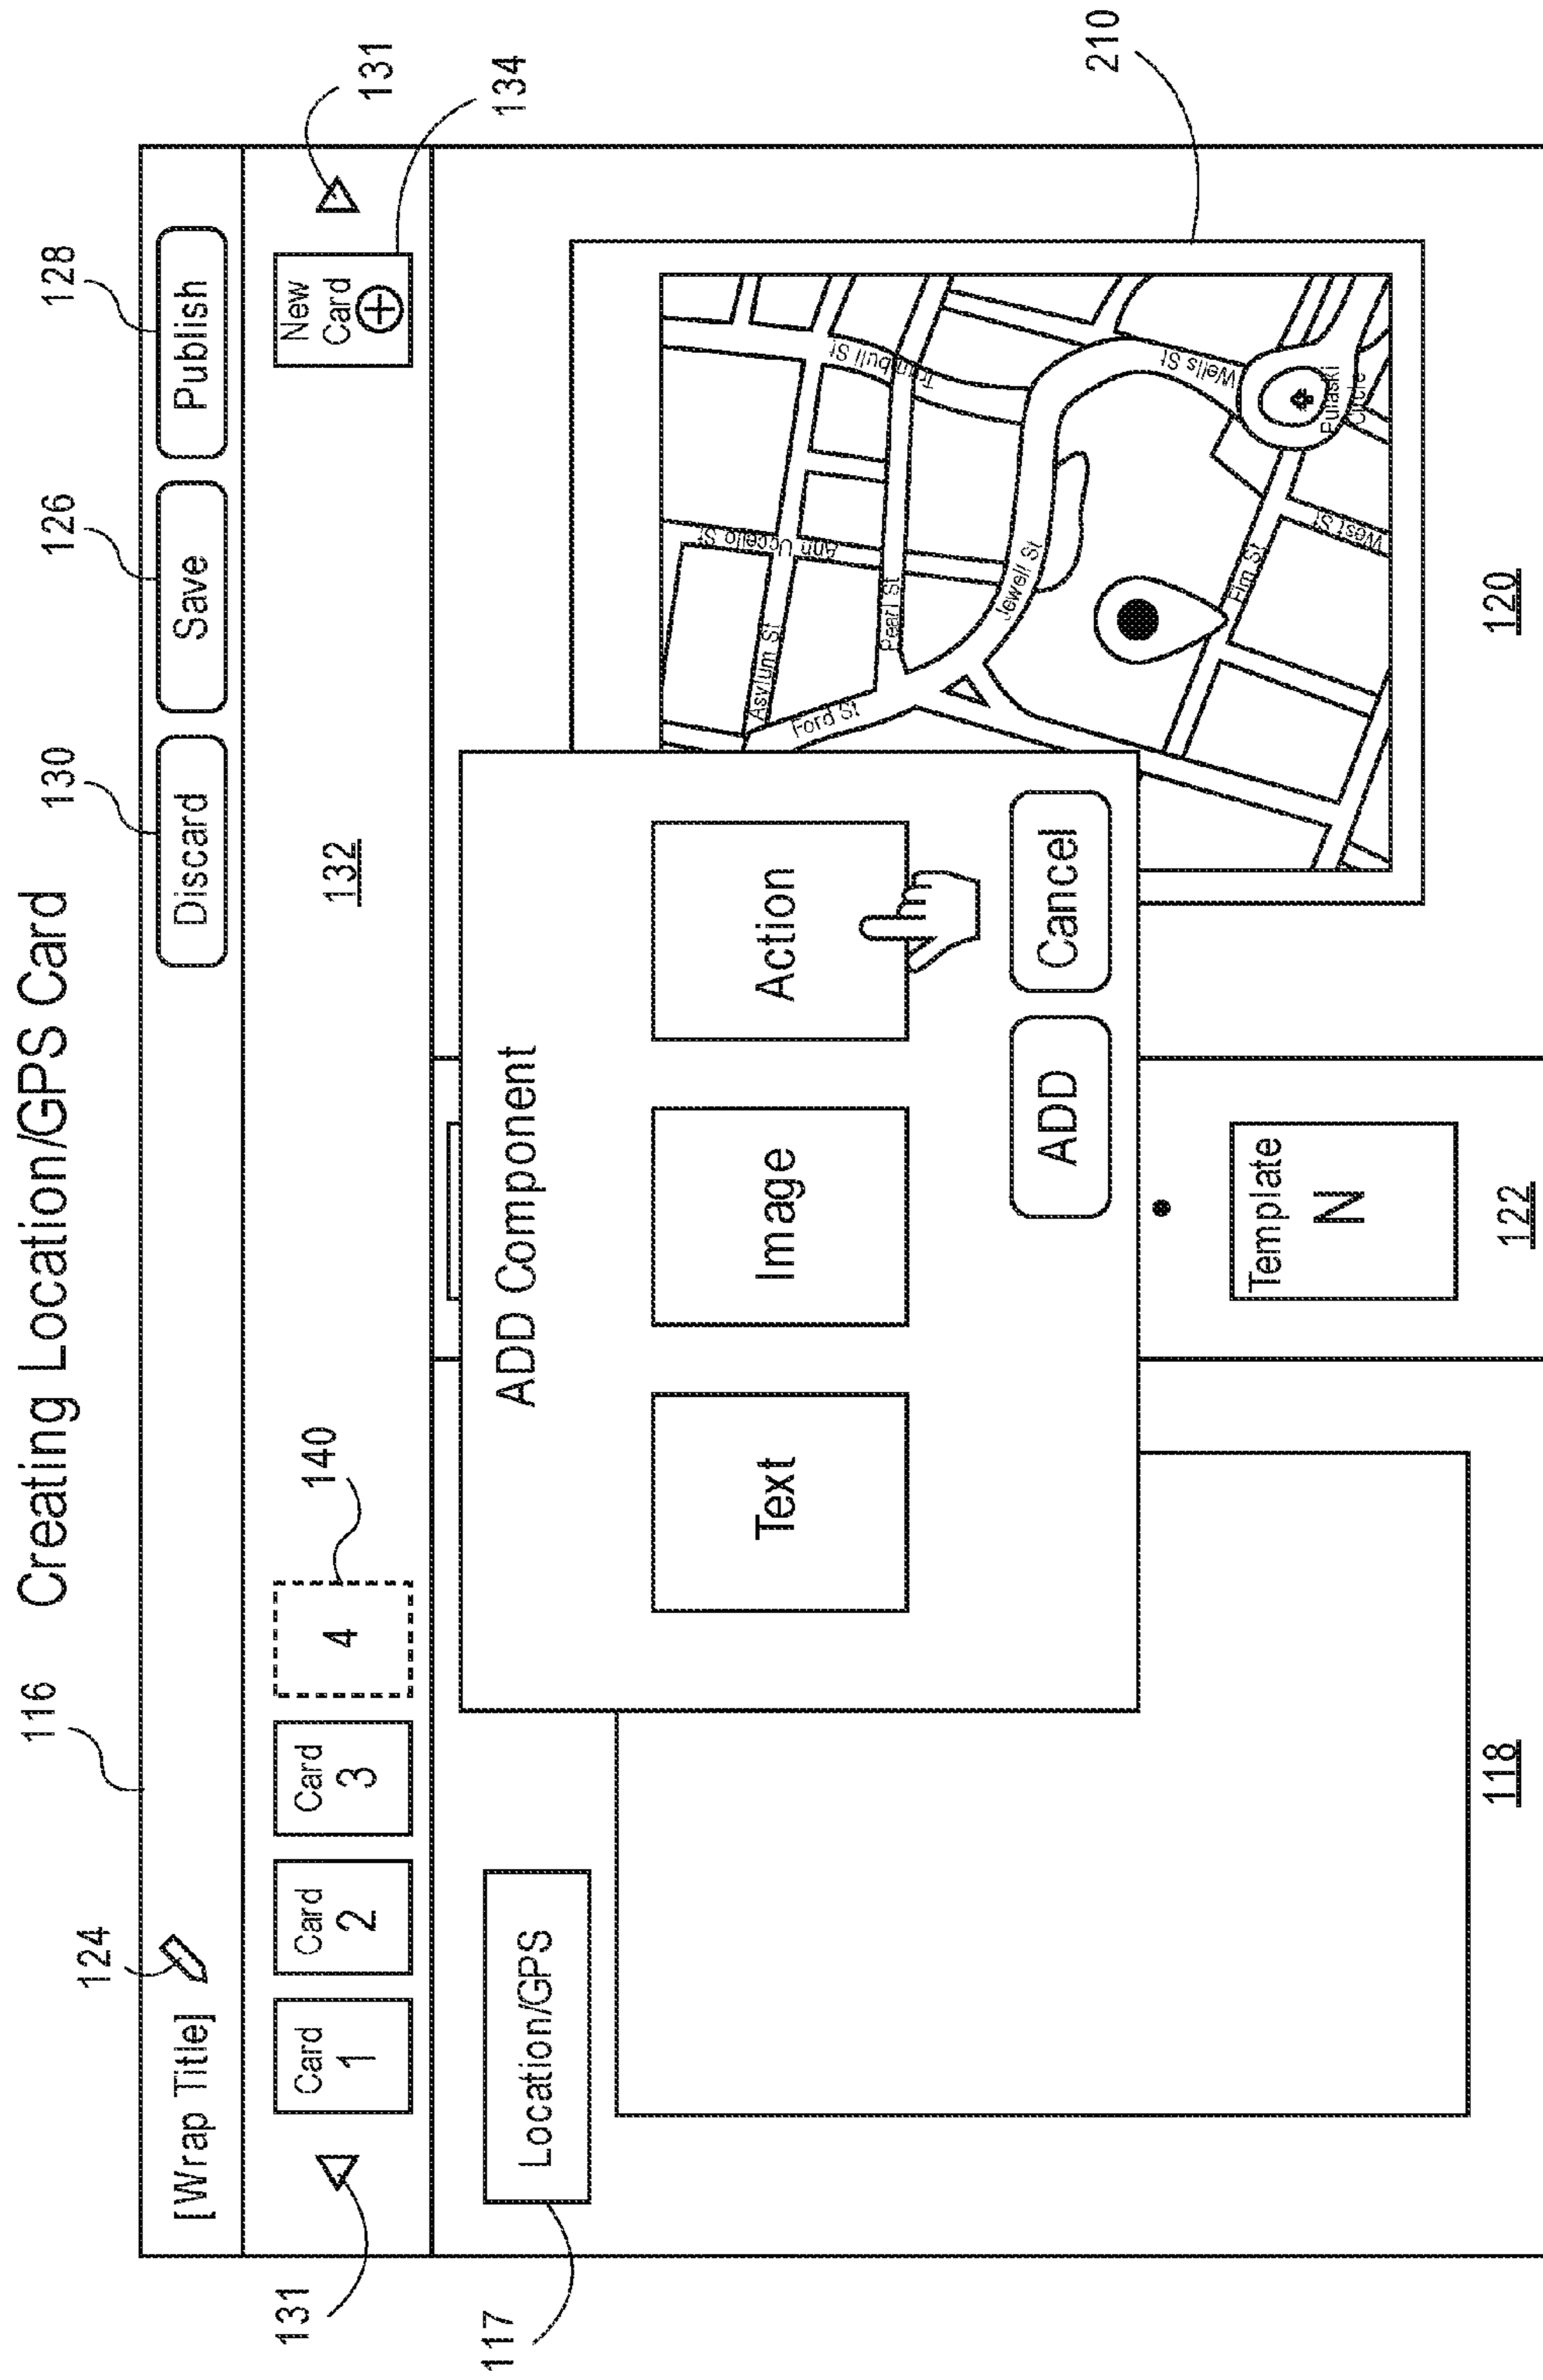 Creating Location/GPS Card
116
124
130
126
128
[Wrap Title]
Discard
Save
Publish
131
Card
1
Card
2
Card
3
4
140
132
New
Card
131
134
117
Location/GPS
ADD Component
Text
Image
Action
ADD
Cancel
Asylum St
Ford St
Ann Uccello St
Pearl St
Trumbull St
Jewell St
Wells St
Elm St
West St
Pulaski
Circle
210
Template
N
118
122
120